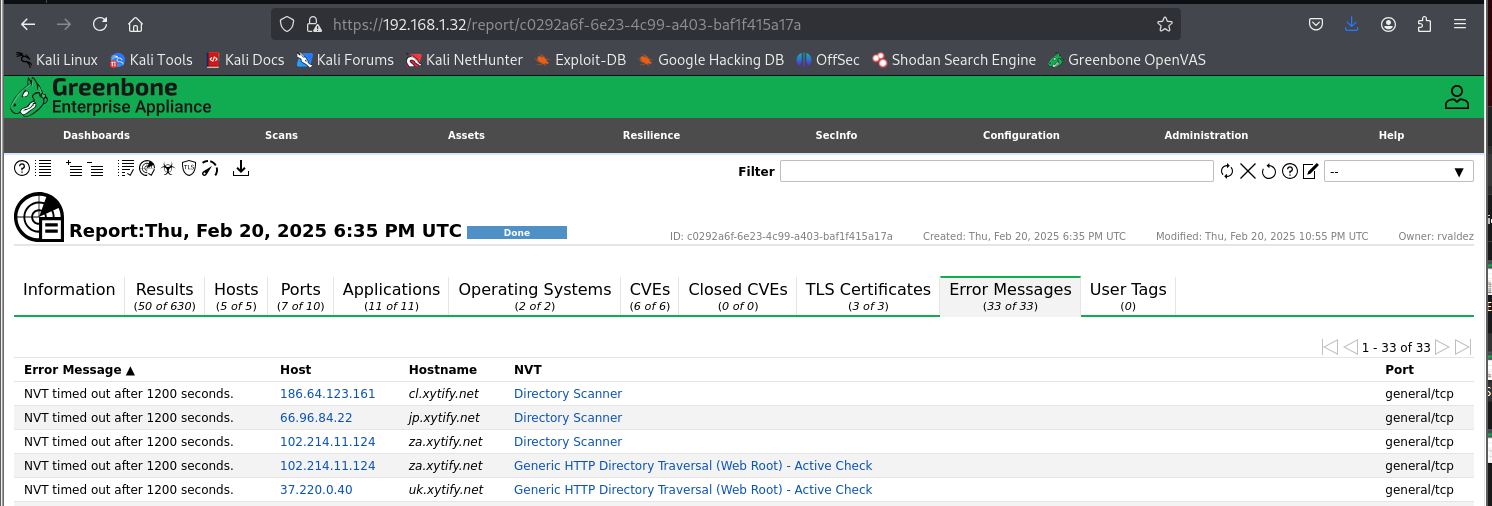 https://192.168.1.32/report/c0292a6f-6e23-4c99-a403-baf1f415a17a
Kali Linux Kali Tools Kali Docs Kali Forums Kali NetHunter Exploit-DB Google Hacking DB OffSec Shodan Search Engine Greenbone OpenVAS
Greenbone
Enterprise Appliance
Dashboards Scans Assets Resilience SecInfo Configuration Administration Help
TLS Filter -- ▼
Report:Thu, Feb 20, 2025 6:35 PM UTC Done ID: c0292a6f-6e23-4c99-a403-baf1f415a17a Created: Thu, Feb 20, 2025 6:35 PM UTC Modified: Thu, Feb 20, 2025 10:55 PM UTC Owner: rvaldez
Information Results Hosts Ports Applications Operating Systems CVEs Closed CVEs TLS Certificates Error Messages User Tags
(50 of 630) (5 of 5) (7 of 10) (11 of 11) (2 of 2) (6 of 6) (0 of 0) (3 of 3) (33 of 33) (0)
1 - 33 of 33
Error Message ▲ Host Hostname NVT Port
NVT timed out after 1200 seconds. 186.64.123.161 cl.xytify.net Directory Scanner general/tcp
NVT timed out after 1200 seconds. 66.96.84.22 jp.xytify.net Directory Scanner general/tcp
NVT timed out after 1200 seconds. 102.214.11.124 za.xytify.net Directory Scanner general/tcp
NVT timed out after 1200 seconds. 102.214.11.124 za.xytify.net Generic HTTP Directory Traversal (Web Root) - Active Check general/tcp
NVT timed out after 1200 seconds. 37.220.0.40 uk.xytify.net Generic HTTP Directory Traversal (Web Root) - Active Check general/tcp